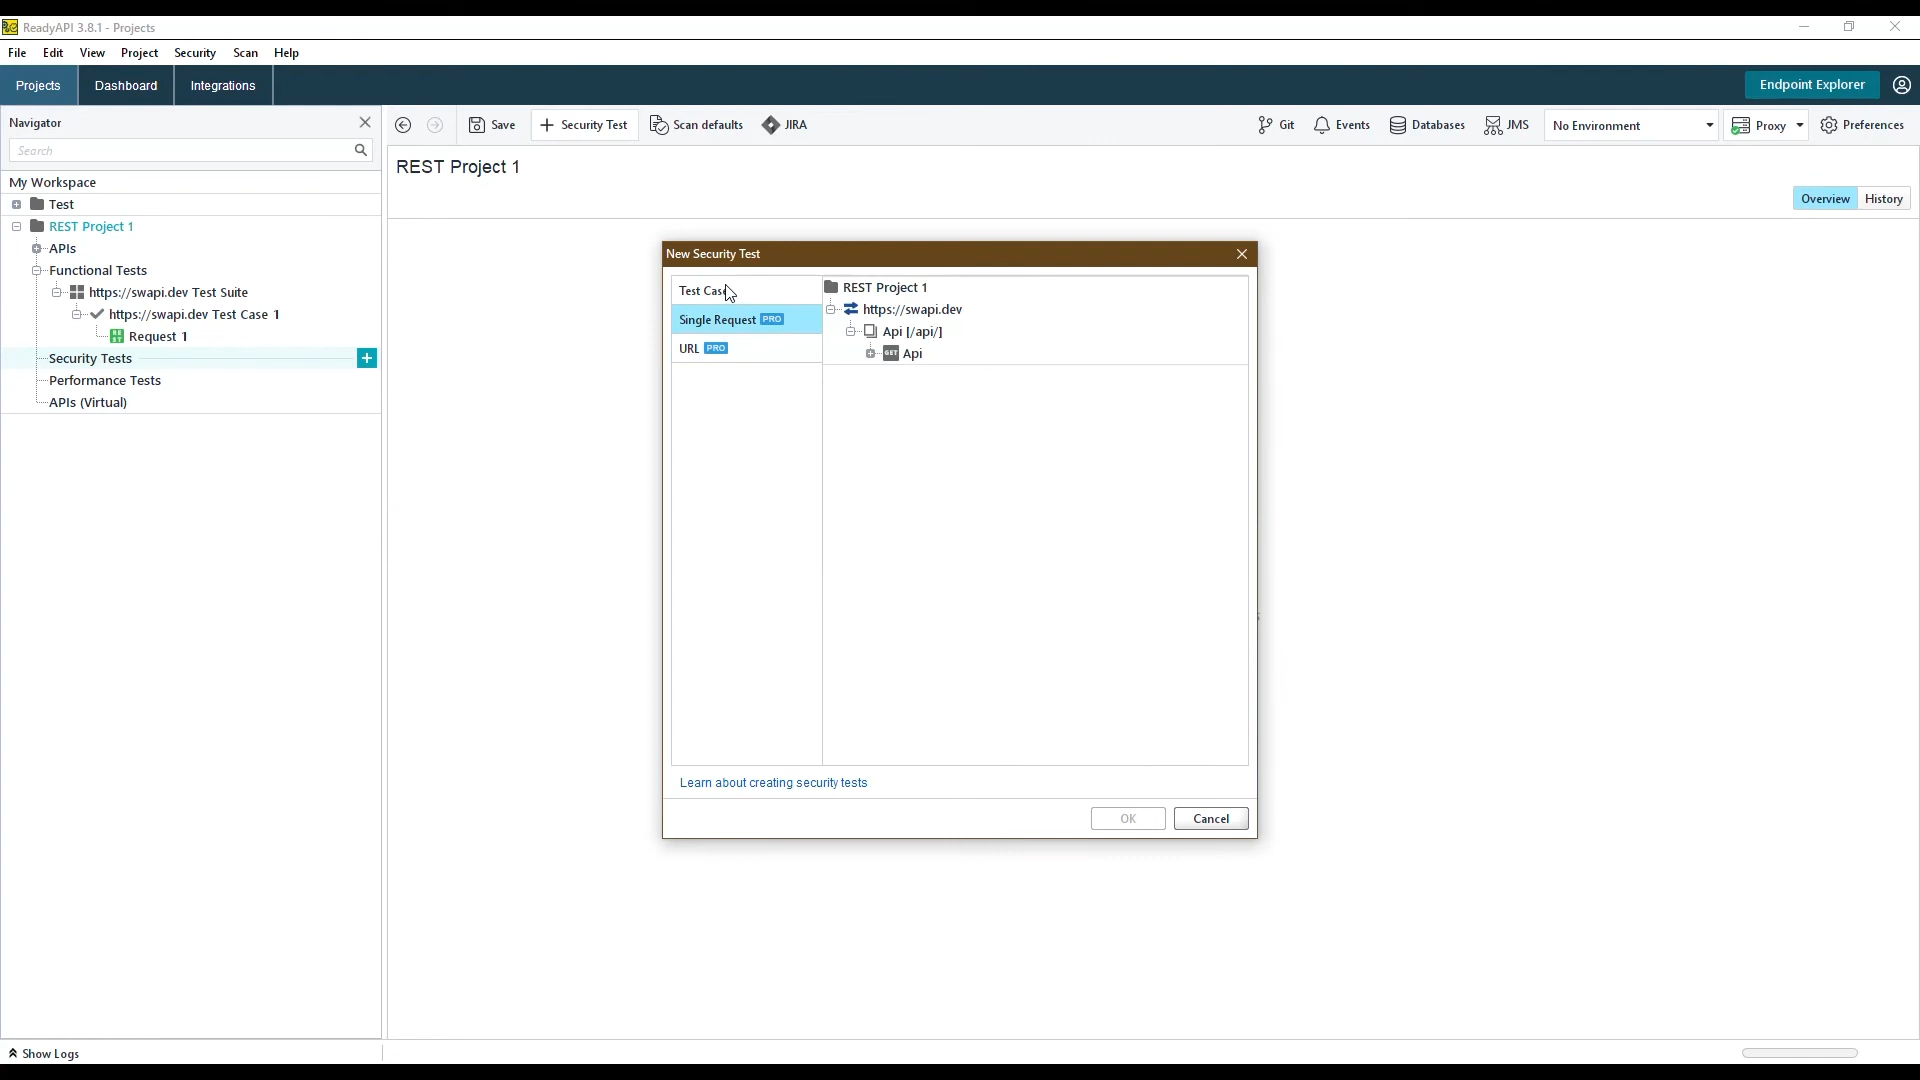 ReadyAPI 3.8.1 - Projects
File Edit View Project Security Scan Help
Projects Dashboard Integrations Endpoint Explorer
Navigator
Search
Save Security Test Scan defaults JIRA Git Events Databases JMS No Environment Proxy Preferences
REST Project 1
Overview History
My Workspace
Test
REST Project 1
APIs
Functional Tests
https://swapi.dev Test Suite
https://swapi.dev Test Case 1
REST Request 1
Security Tests
Performance Tests
APIs (Virtual)
New Security Test
Test Case
Single Request PRO
URL PRO
REST Project 1
https://swapi.dev
Api [/api/]
GET Api
Learn about creating security tests
OK Cancel
Show Logs